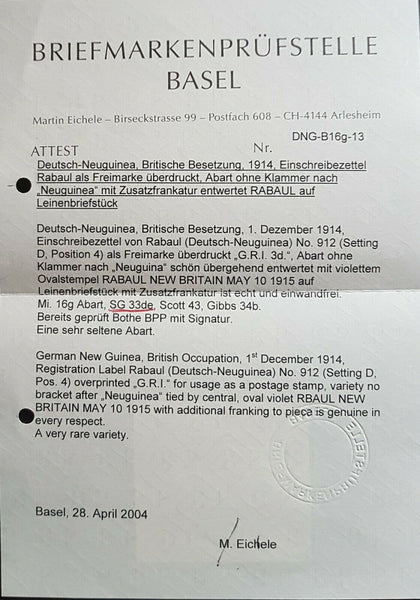 BRIEFMARKENPRÜFSTELLE
BASEL
Martin Eichele – Birseckstrasse 99 – Postfach 608 – CH-4144 Arlesheim
DNG-B16g-13
ATTEST Nr.
Deutsch-Neuguinea, Britische Besetzung, 1914, Einschreibezettel
Rabaul als Freimarke überdruckt, Abart ohne Klammer nach
„Neuguinea“ mit Zusatzfrankatur entwertet RABAUL auf
Leinenbriefstück
Deutsch-Neuguinea, Britische Besetzung, 1. Dezember 1914,
Einschreibezettel von Rabaul (Deutsch-Neuguinea) No. 912 (Setting
D, Position 4) als Freimarke überdruckt „G.R.I. 3d.“, Abart ohne
Klammer nach „Neuguina“ schön übergehend entwertet mit violettem
Ovalstempel RABAUL NEW BRITAIN MAY 10 1915 auf
Leinenbriefstück mit Zusatzfrankatur ist echt und einwandfrei.
Mi. 16g Abart, SG 33de, Scott 43, Gibbs 34b.
Bereits geprüft Bothe BPP mit Signatur.
Eine sehr seltene Abart.
German New Guinea, British Occupation, 1st December 1914,
Registration Label Rabaul (Deutsch-Neuguinea) No. 912 (Setting D,
Pos. 4) overprinted „G.R.I.“ for usage as a postage stamp, variety no
bracket after „Neuguinea“ tied by central, oval violet RBAUL NEW
BRITAIN MAY 10 1915 with additional franking to pieca is genuine in
every respect.
A very rare variety.
Basel, 28. April 2004
M. Eichele